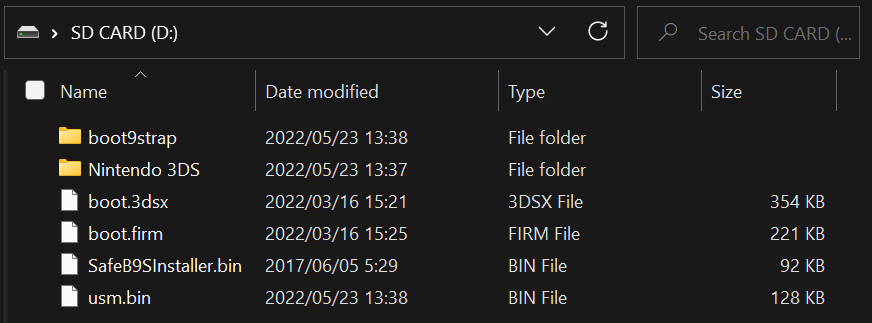 SD CARD (D:)
Search SD CARD (...
Name Date modified Type Size
boot9strap 2022/05/23 13:38 File folder
Nintendo 3DS 2022/05/23 13:37 File folder
boot.3dsx 2022/03/16 15:21 3DSX File 354 KB
boot.firm 2022/03/16 15:25 FIRM File 221 KB
SafeB9SInstaller.bin 2017/06/05 5:29 BIN File 92 KB
usm.bin 2022/05/23 13:38 BIN File 128 KB